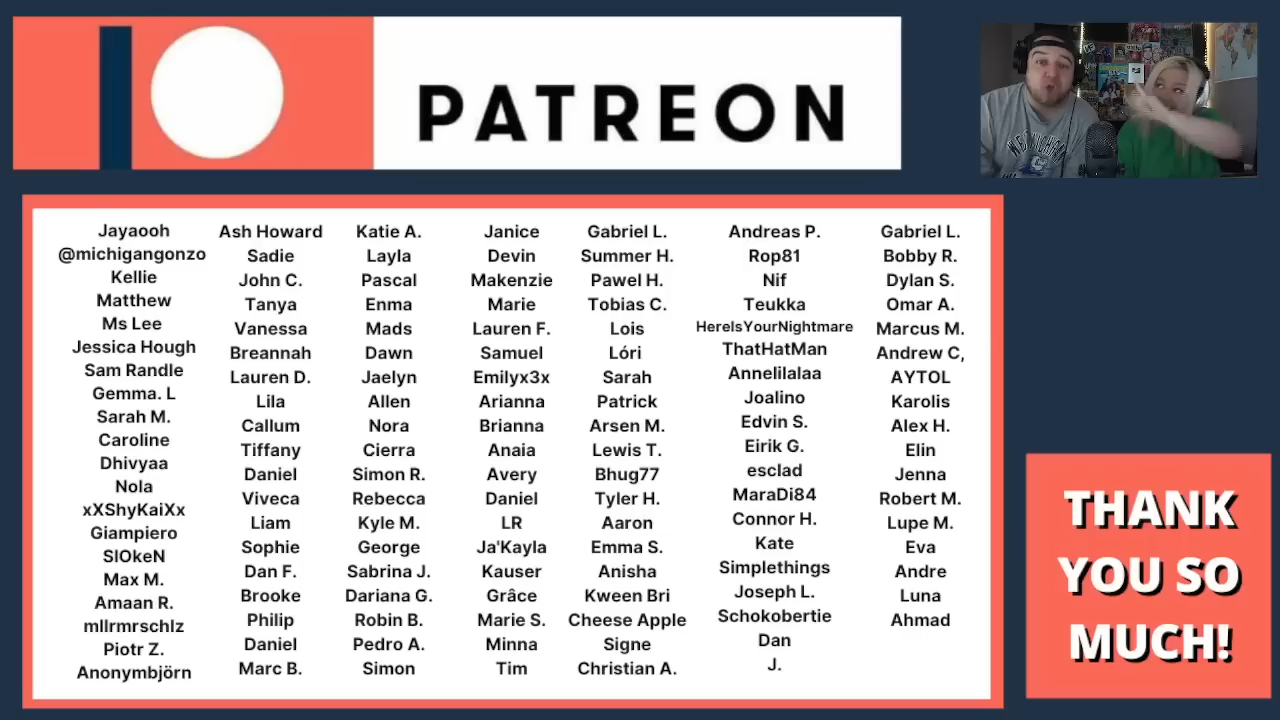 PATREON
Jayaooh
@michigangonzo
Kellie
Matthew
Ms Lee
Jessica Hough
Sam Randle
Gemma. L
Sarah M.
Caroline
Dhivyaa
Nola
xXShyKaiXx
Giampiero
SlOkeN
Max M.
Amaan R.
mllrmrschlz
Piotr Z.
Anonymbjörn
Ash Howard
Sadie
John C.
Tanya
Vanessa
Breannah
Lauren D.
Lila
Callum
Tiffany
Daniel
Viveca
Liam
Sophie
Dan F.
Brooke
Philip
Daniel
Marc B.
Katie A.
Layla
Pascal
Enma
Mads
Dawn
Jaelyn
Allen
Nora
Cierra
Simon R.
Rebecca
Kyle M.
George
Sabrina J.
Dariana G.
Robin B.
Pedro A.
Simon
Janice
Devin
Makenzie
Marie
Lauren F.
Samuel
Emilyx3x
Arianna
Brianna
Anaia
Avery
Daniel
LR
Ja'Kayla
Kauser
Grâce
Marie S.
Minna
Tim
Gabriel L.
Summer H.
Pawel H.
Tobias C.
Lois
Lóri
Sarah
Patrick
Arsen M.
Lewis T.
Bhug77
Tyler H.
Aaron
Emma S.
Anisha
Kween Bri
Cheese Apple
Signe
Christian A.
Andreas P.
Rop81
Nif
Teukka
HereIsYourNightmare
ThatHatMan
Annelilalaa
Joalino
Edvin S.
Eirik G.
esclad
MaraDi84
Connor H.
Kate
Simplethings
Joseph L.
Schokobertie
Dan
J.
Gabriel L.
Bobby R.
Dylan S.
Omar A.
Marcus M.
Andrew C,
AYTOL
Karolis
Alex H.
Elin
Jenna
Robert M.
Lupe M.
Eva
Andre
Luna
Ahmad
THANK
YOU SO
MUCH!